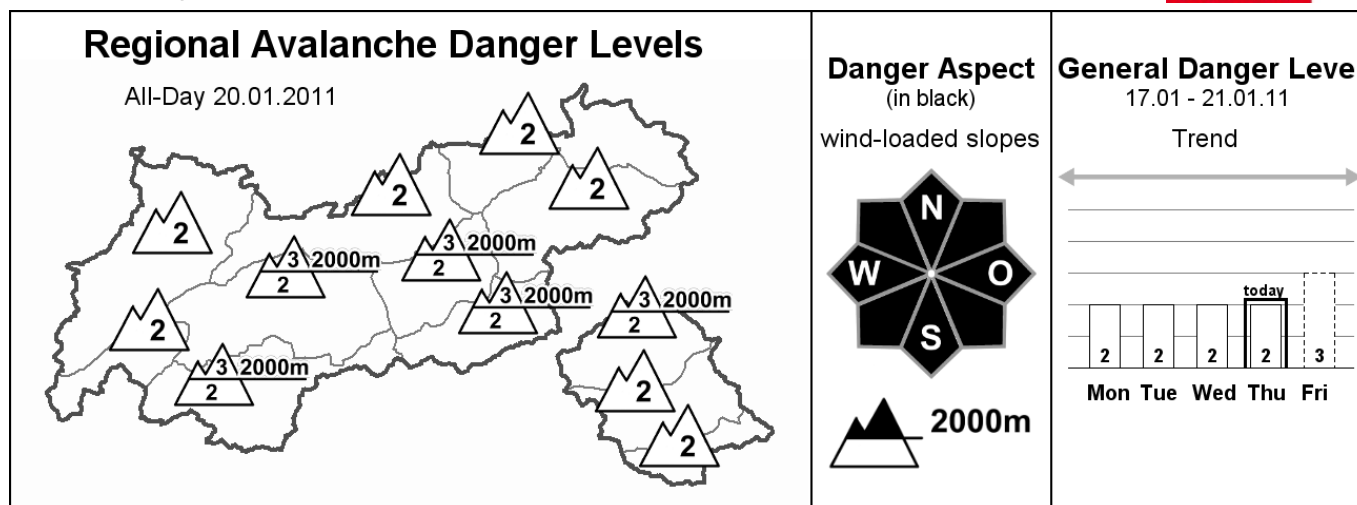 Regional Avalanche Danger Levels
All-Day 20.01.2011
2
2
2
2
3 2000m
2
3 2000m
2
3 2000m
2
3 2000m
2
2
3 2000m
2
2
2
Danger Aspect
(in black)
wind-loaded slopes
N
W O
S
2000m
General Danger Leve
17.01 - 21.01.11
Trend
today
2 2 2 2 3
Mon Tue Wed Thu Fri